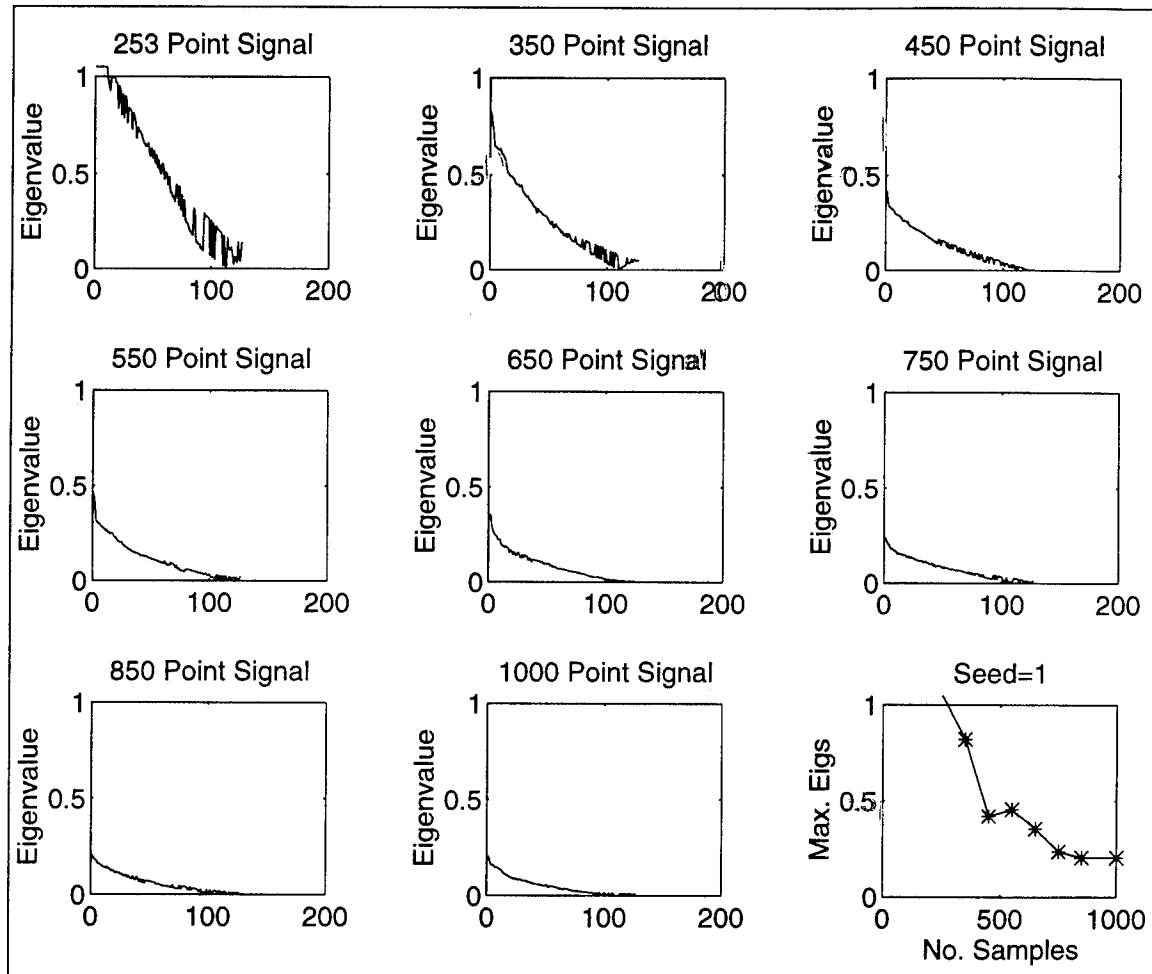 253 Point Signal
350 Point Signal
450 Point Signal
Eigenvalue
1
0.5
0
0
100
200
Eigenvalue
1
0.5
0
0
100
200
Eigenvalue
1
0.5
0
0
100
200
550 Point Signal
650 Point Signal
750 Point Signal
Eigenvalue
1
0.5
0
0
100
200
Eigenvalue
1
0.5
0
0
100
200
Eigenvalue
1
0.5
0
0
100
200
850 Point Signal
1000 Point Signal
Seed=1
Eigenvalue
1
0.5
0
0
100
200
Eigenvalue
1
0.5
0
0
100
200
Max. Eigs
1
0.5
0
0
500
1000
No. Samples